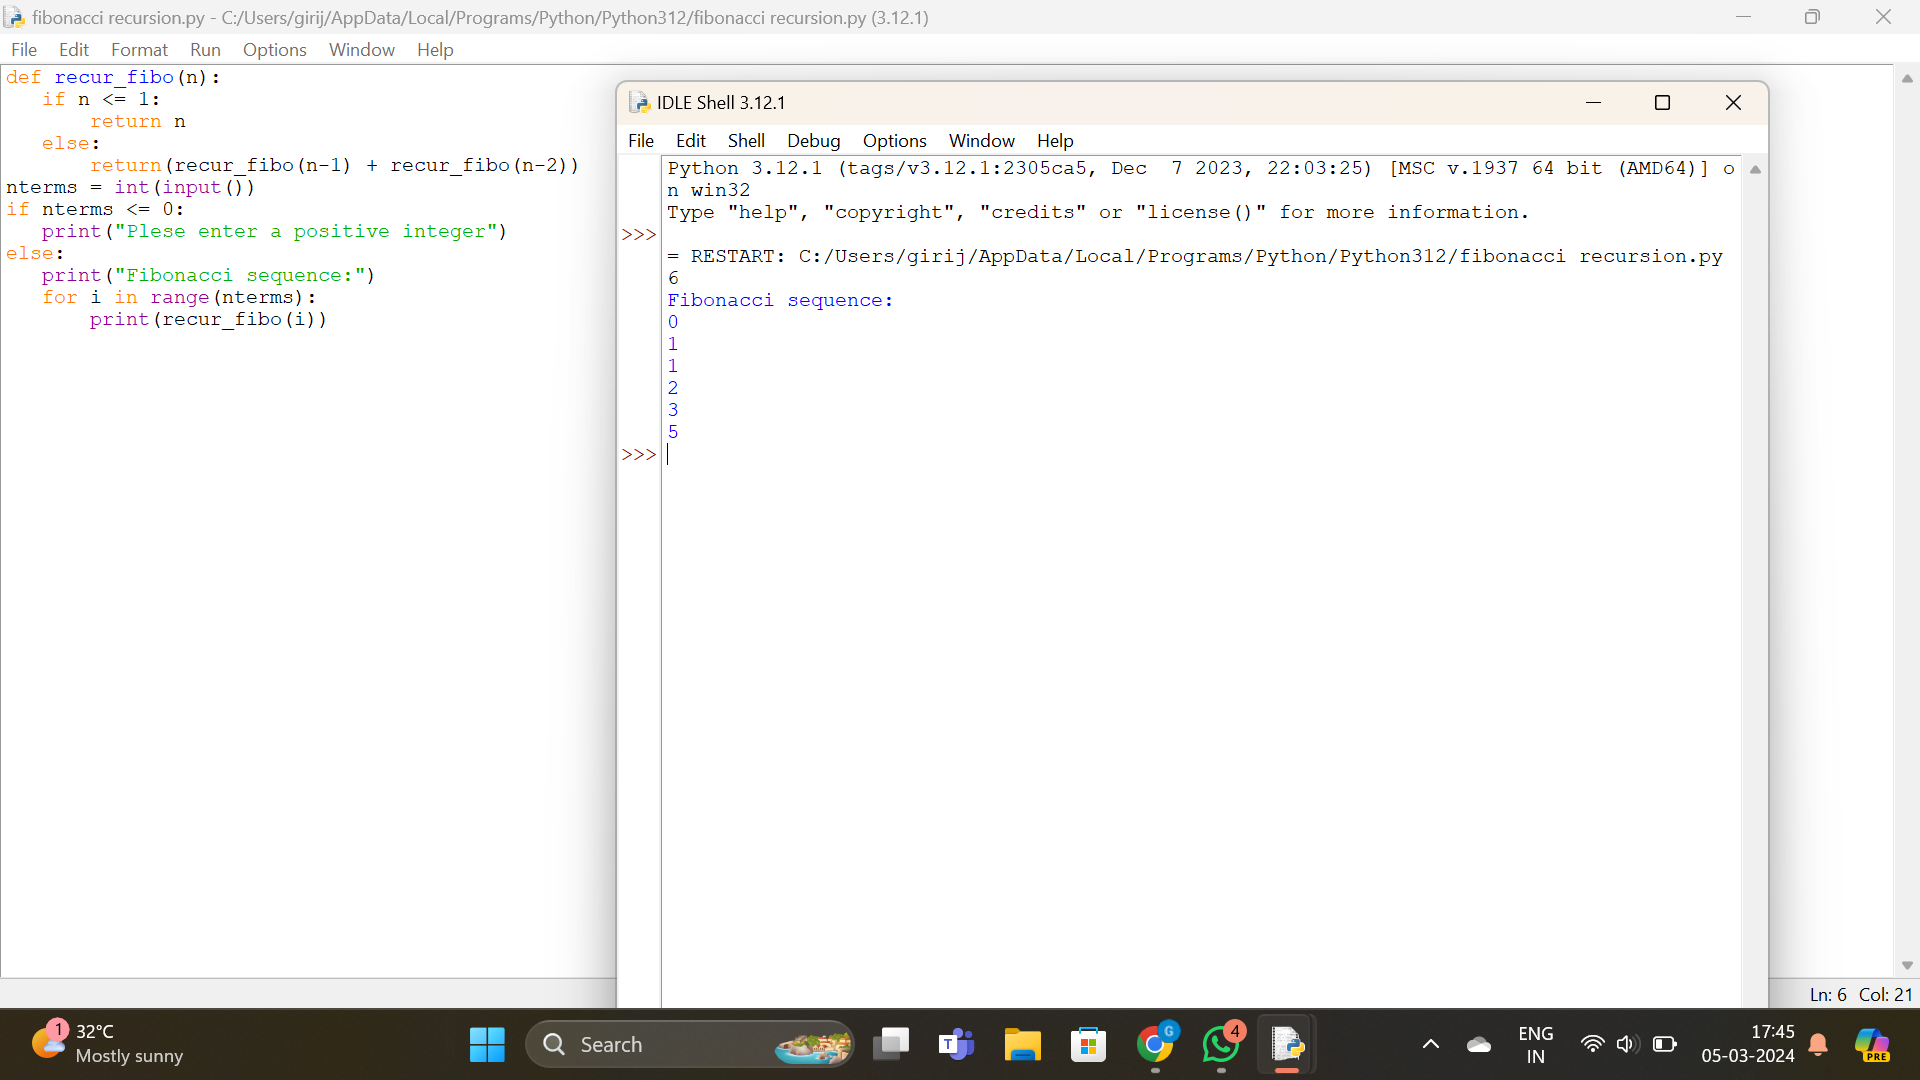 fibonacci recursion.py - C:/Users/girij/AppData/Local/Programs/Python/Python312/fibonacci recursion.py (3.12.1)
File Edit Format Run Options Window Help
def recur_fibo(n):
   if n <= 1:
       return n
   else:
       return(recur_fibo(n-1) + recur_fibo(n-2))
nterms = int(input())
if nterms <= 0:
   print("Plese enter a positive integer")
else:
   print("Fibonacci sequence:")
   for i in range(nterms):
       print(recur_fibo(i))
IDLE Shell 3.12.1
File Edit Shell Debug Options Window Help
Python 3.12.1 (tags/v3.12.1:2305ca5, Dec  7 2023, 22:03:25) [MSC v.1937 64 bit (AMD64)] o
n win32
Type "help", "copyright", "credits" or "license()" for more information.
>>>
= RESTART: C:/Users/girij/AppData/Local/Programs/Python/Python312/fibonacci recursion.py
6
Fibonacci sequence:
0
1
1
2
3
5
>>>
Ln: 6 Col: 21
1
32°C
Mostly sunny
Search
T
G
4
ENG
IN
17:45
05-03-2024
PRE